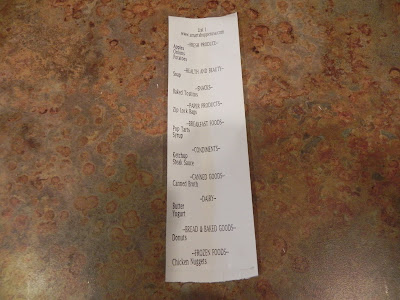 List 1
~FRESH PRODUCE~
Apples
Onions
Potatoes
~HEALTH AND BEAUTY~
Soap
~SNACKS~
Baked Tostinos
~PAPER PRODUCTS~
Zip Lock Bags
~BREAKFAST FOODS~
Pop Tarts
Syrup
~CONDIMENTS~
Ketchup
Steak Sauce
~CANNED GOODS~
Canned Broth
~DAIRY~
Butter
Yogurt
~BREAD & BAKED GOODS~
Donuts
~FROZEN FOODS~
Chicken Nuggets